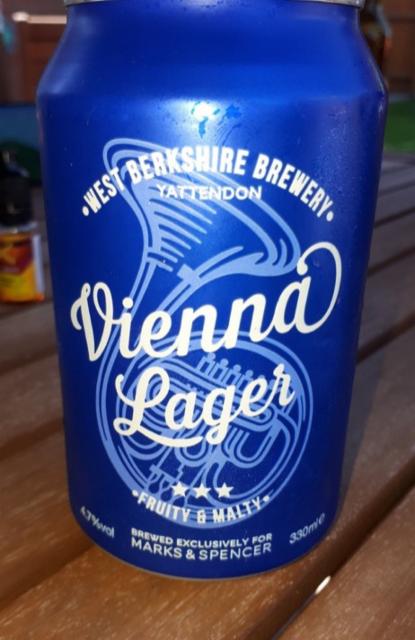 •WEST BERKSHIRE BREWERY•
YATTENDON
Vienna
Lager
•FRUITY & MALTY•
4.7%vol
BREWED EXCLUSIVELY FOR
MARKS & SPENCER
330ml e